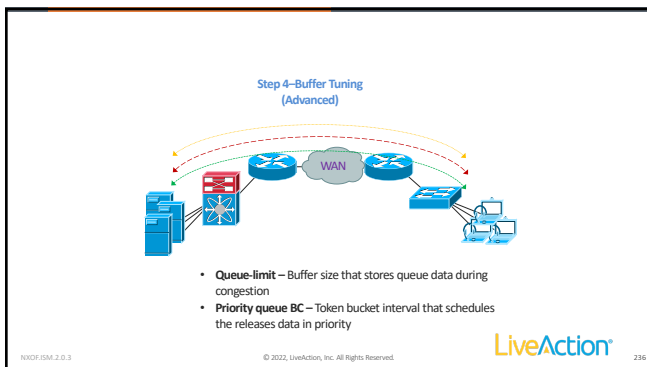 Step 4–Buffer Tuning
(Advanced)
WAN
• Queue-limit – Buffer size that stores queue data during
congestion
• Priority queue BC – Token bucket interval that schedules
the releases data in priority
NXOF.ISM.2.0.3
© 2022, LiveAction, Inc. All Rights Reserved.
LiveAction®
236